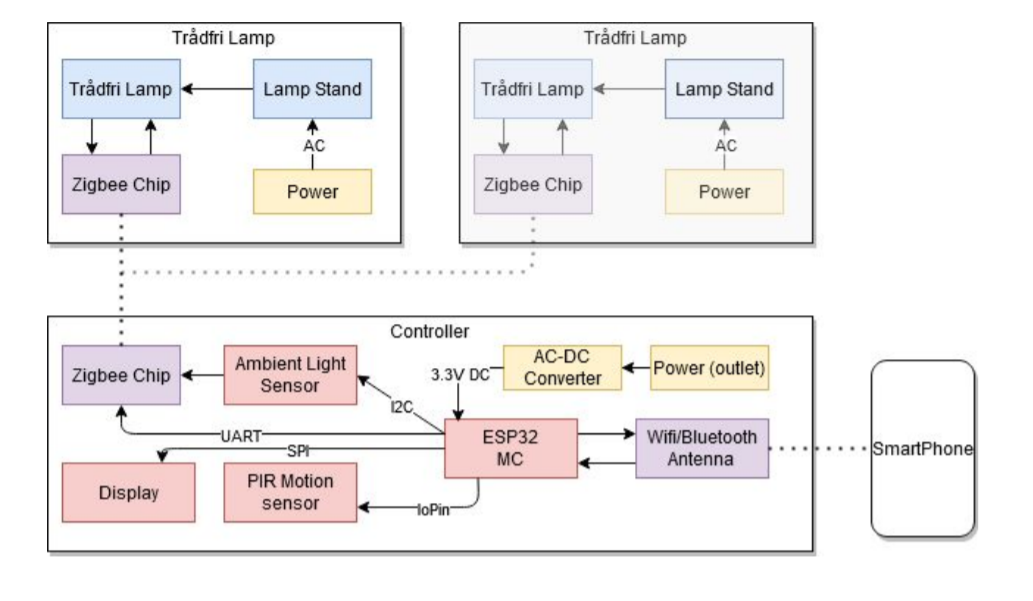 Trådfri Lamp
Trådfri Lamp
Lamp Stand
AC
Zigbee Chip
Power
Trådfri Lamp
Trådfri Lamp
Lamp Stand
AC
Zigbee Chip
Power
Controller
Zigbee Chip
Ambient Light
Sensor
3.3V DC
AC-DC
Converter
Power (outlet)
I2C
UART
SPI
ESP32
MC
Wifi/Bluetooth
Antenna
SmartPhone
Display
PIR Motion
sensor
IoPin